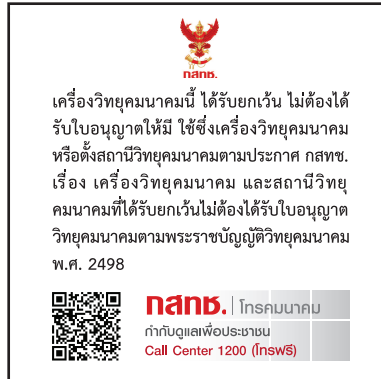 กสทช.
เครื่องวิทยุคมนาคมนี้ ได้รับยกเว้น ไม่ต้องได้
รับใบอนุญาตให้มี ใช้ซึ่งเครื่องวิทยุคมนาคม
หรือตั้งสถานีวิทยุคมนาคมตามประกาศ กสทช.
เรื่อง เครื่องวิทยุคมนาคม และสถานีวิทยุ
คมนาคมที่ได้รับยกเว้นไม่ต้องได้รับใบอนุญาต
วิทยุคมนาคมตามพระราชบัญญัติวิทยุคมนาคม
พ.ศ. 2498
กสทช. | โทรคมนาคม
กำกับดูแลเพื่อประชาชน
Call Center 1200 (โทรฟรี)